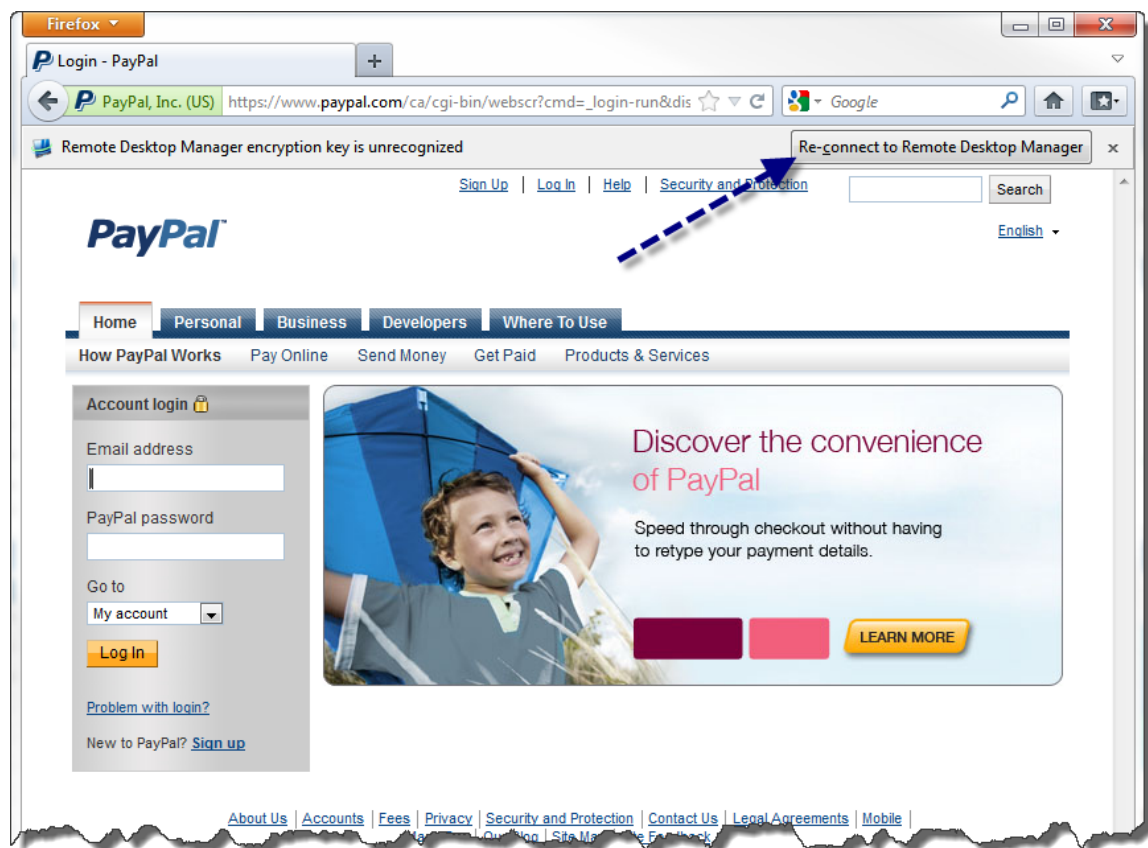 Firefox
Login - PayPal
PayPal, Inc. (US) https://www.paypal.com/ca/cgi-bin/webscr?cmd=_login-run&dis Google
Remote Desktop Manager encryption key is unrecognized Re-connect to Remote Desktop Manager x
Sign Up | Log In | Help | Security and Protection Search
PayPal English
Home Personal Business Developers Where To Use
How PayPal Works Pay Online Send Money Get Paid Products & Services
Account login
Email address
PayPal password
Go to
My account
Log In
Problem with login?
New to PayPal? Sign up
Discover the convenience
of PayPal
Speed through checkout without having
to retype your payment details.
LEARN MORE
About Us | Accounts | Fees | Privacy | Security and Protection | Contact Us | Legal Agreements | Mobile |